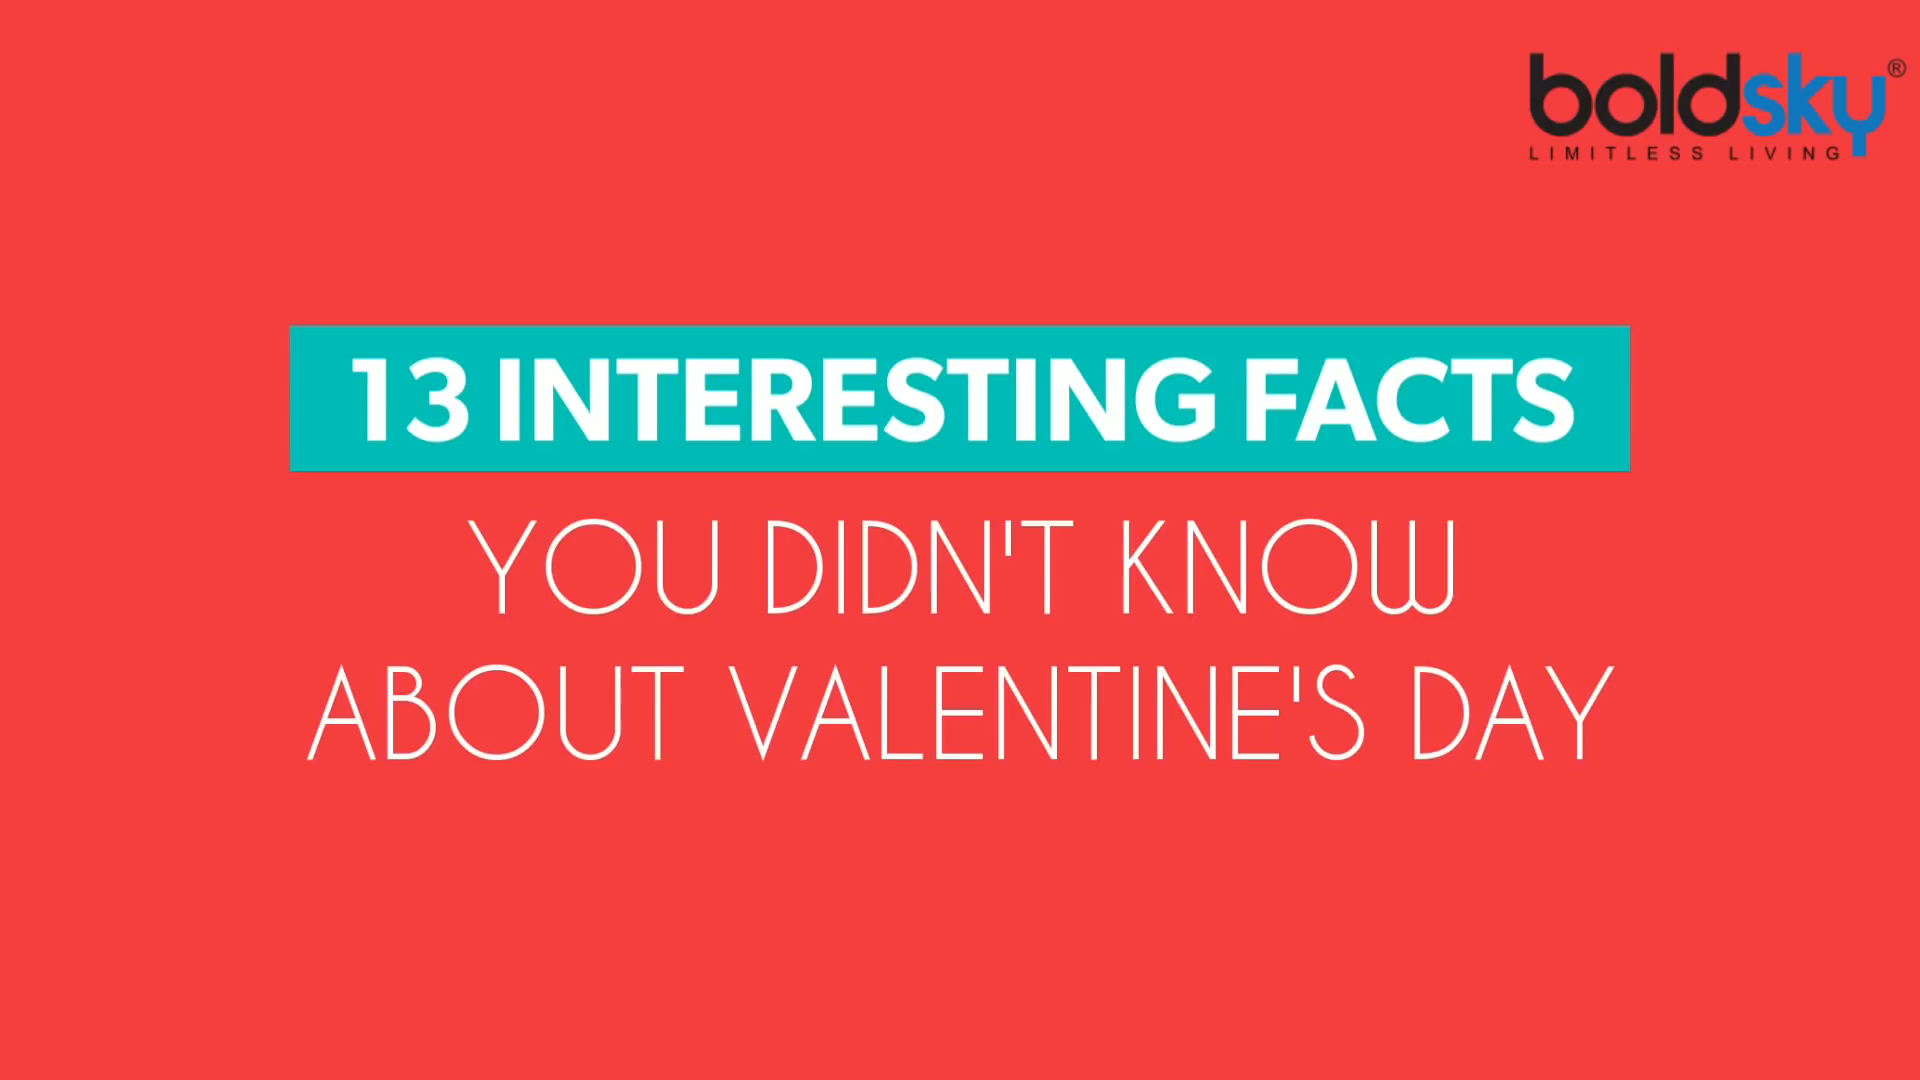 boldsky®
LIMITLESS LIVING
13 INTERESTING FACTS
YOU DIDN'T KNOW
ABOUT VALENTINE'S DAY